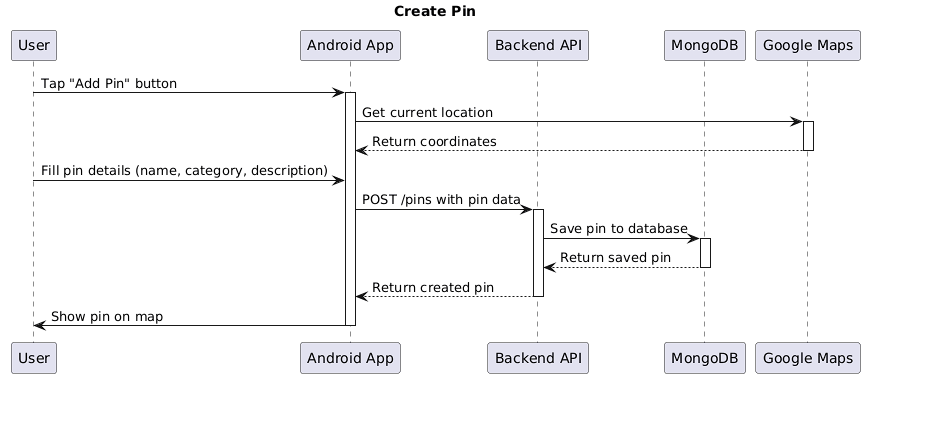 Create Pin
User
Android App
Backend API
MongoDB
Google Maps
Tap "Add Pin" button
Get current location
Return coordinates
Fill pin details (name, category, description)
POST /pins with pin data
Save pin to database
Return saved pin
Return created pin
Show pin on map
User
Android App
Backend API
MongoDB
Google Maps